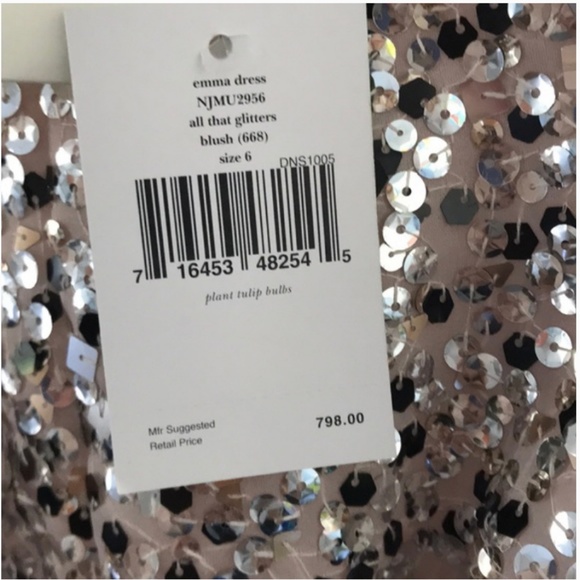 emma dress
NJMU2956
all that glitters
blush (668)
size 6
DNS1005
7 16453 48254 5
plant tulip bulbs
Mfr Suggested
Retail Price
798.00